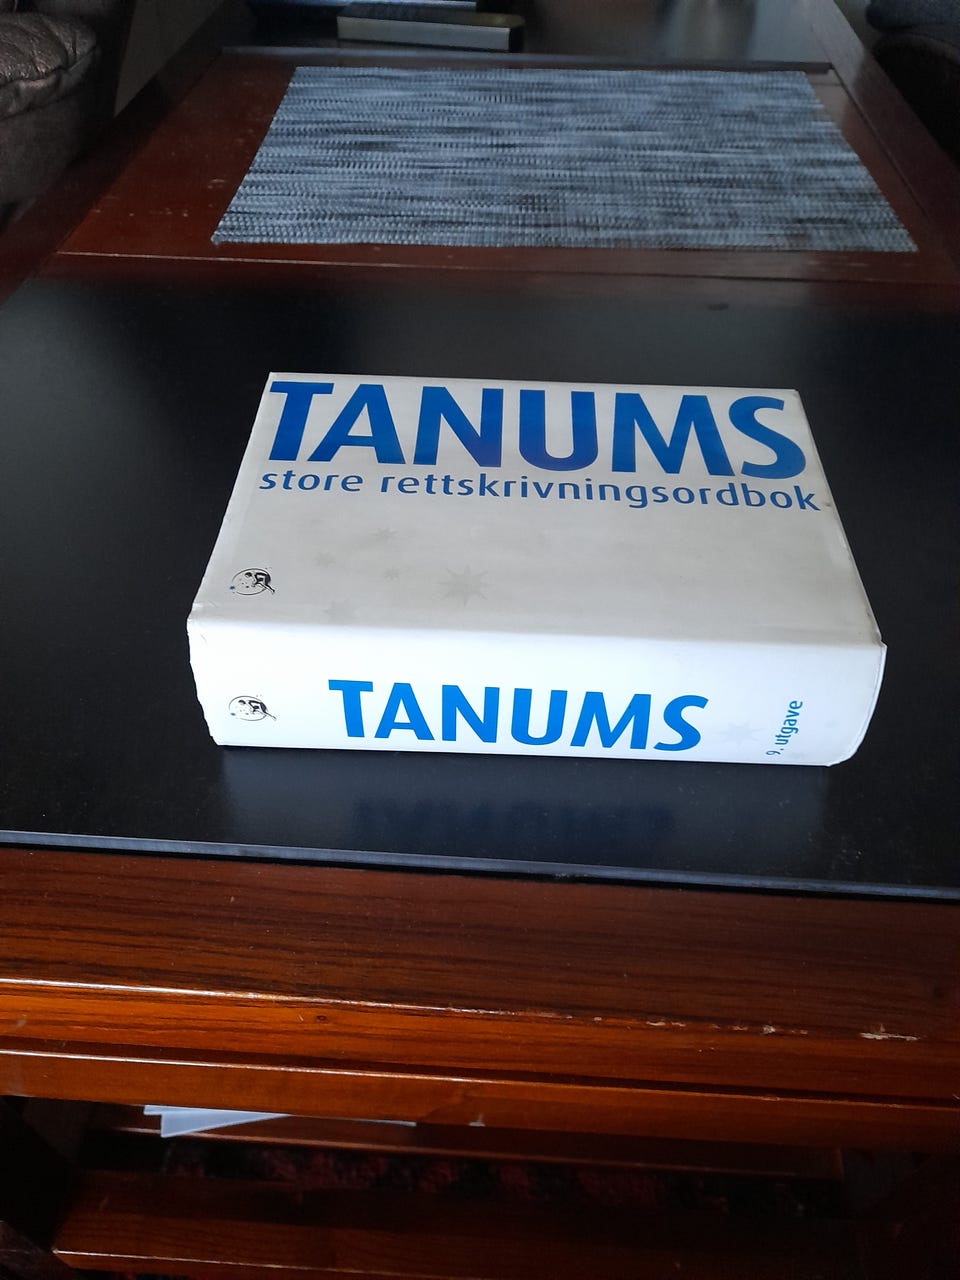 TANUMS
store rettskrivningsordbok
TANUMS
9. utgave